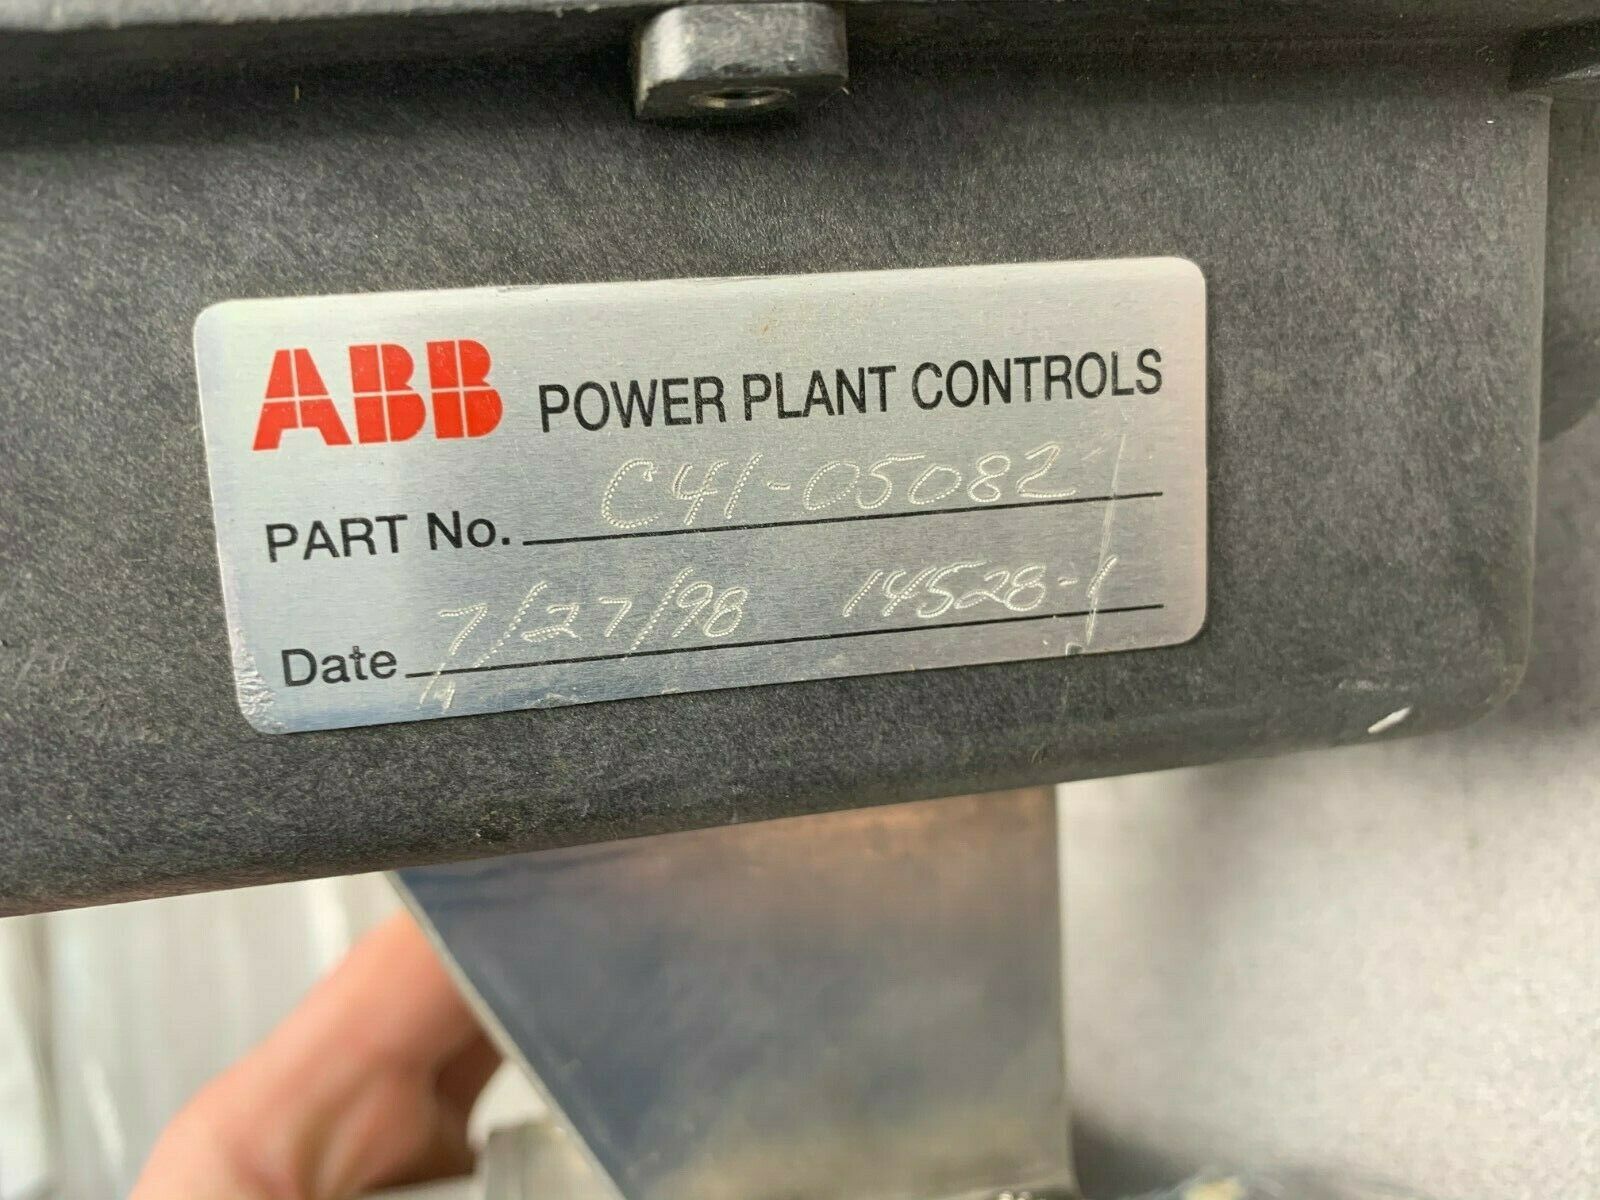 ABB POWER PLANT CONTROLS
PART No. C41-05082
Date 7/27/98 14528-1